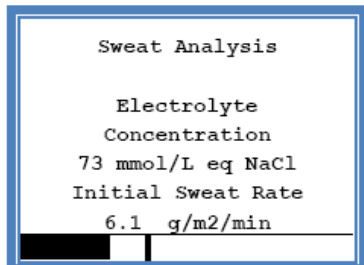 Sweat Analysis
Electrolyte
Concentration
73 mmol/L eq NaCl
Initial Sweat Rate
6.1 g/m2/min